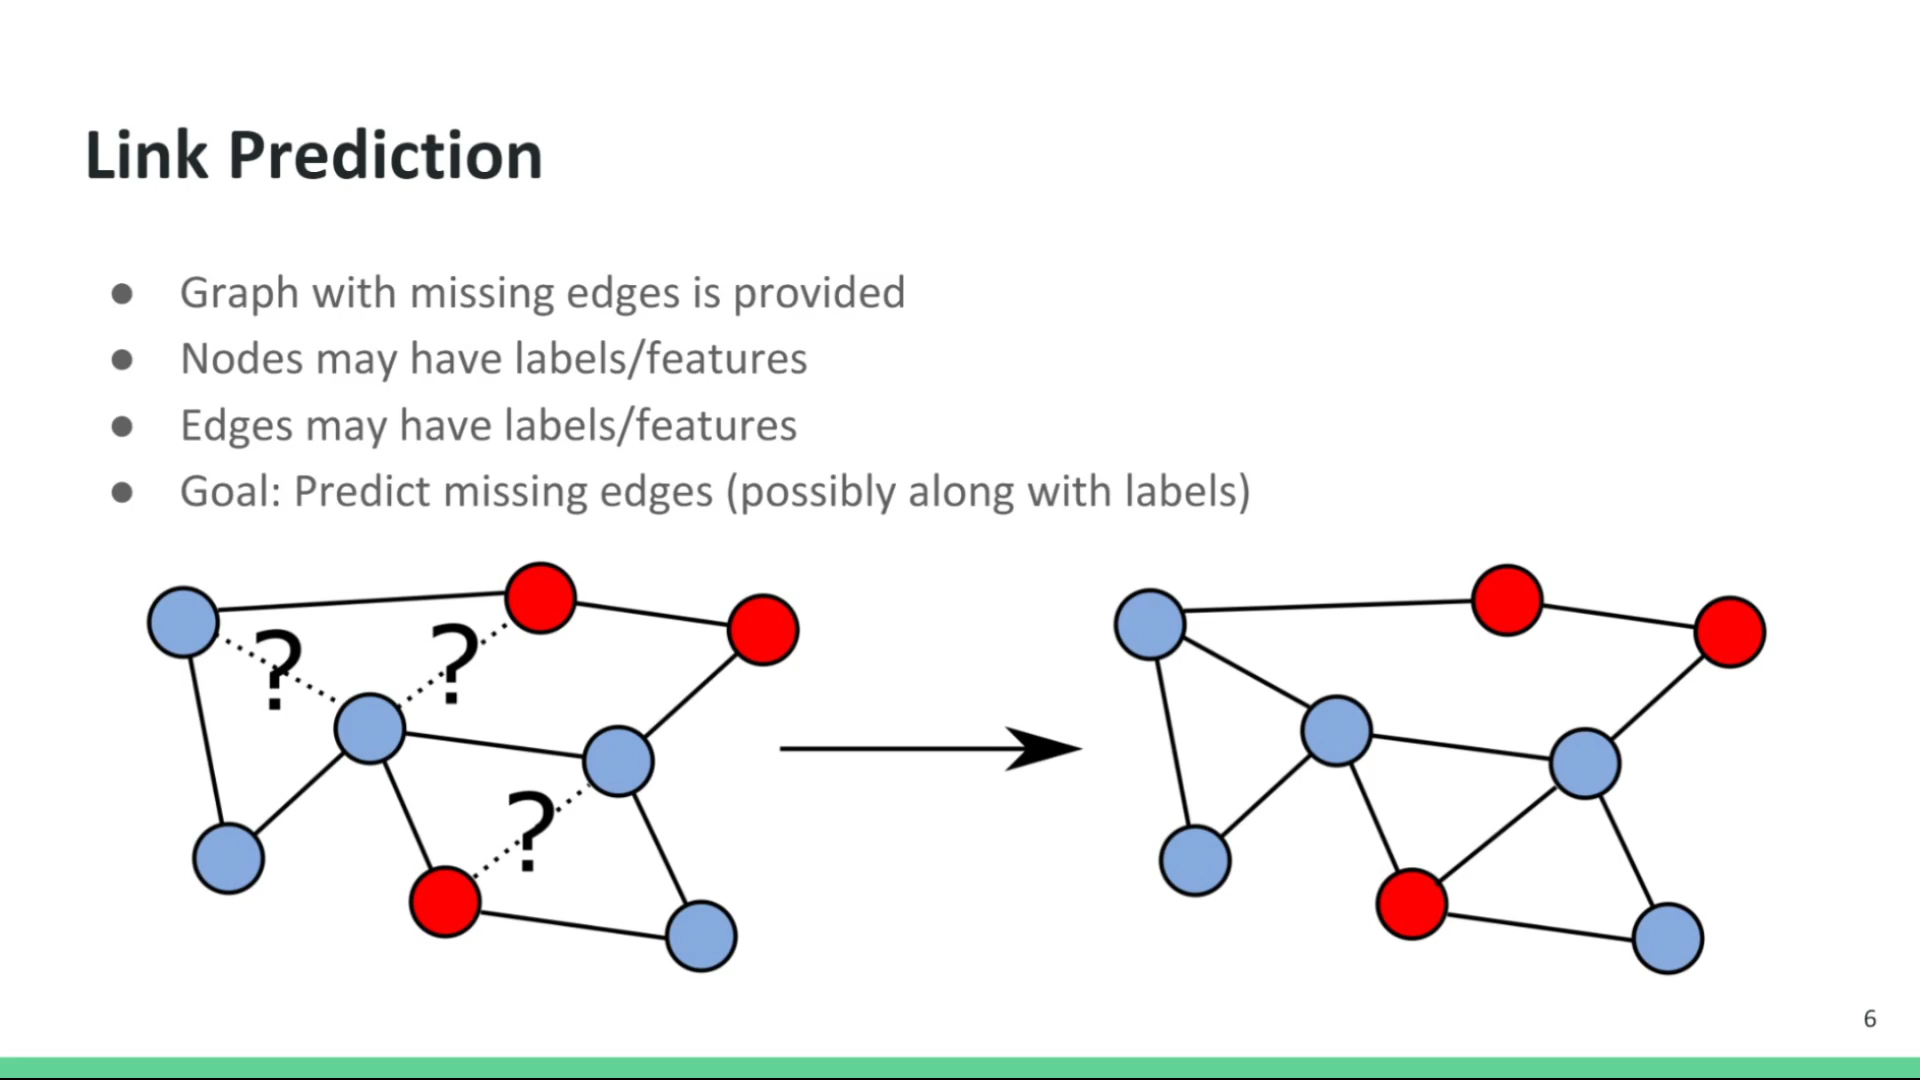 Link Prediction
● Graph with missing edges is provided
● Nodes may have labels/features
● Edges may have labels/features
● Goal: Predict missing edges (possibly along with labels)
? ?
?
6